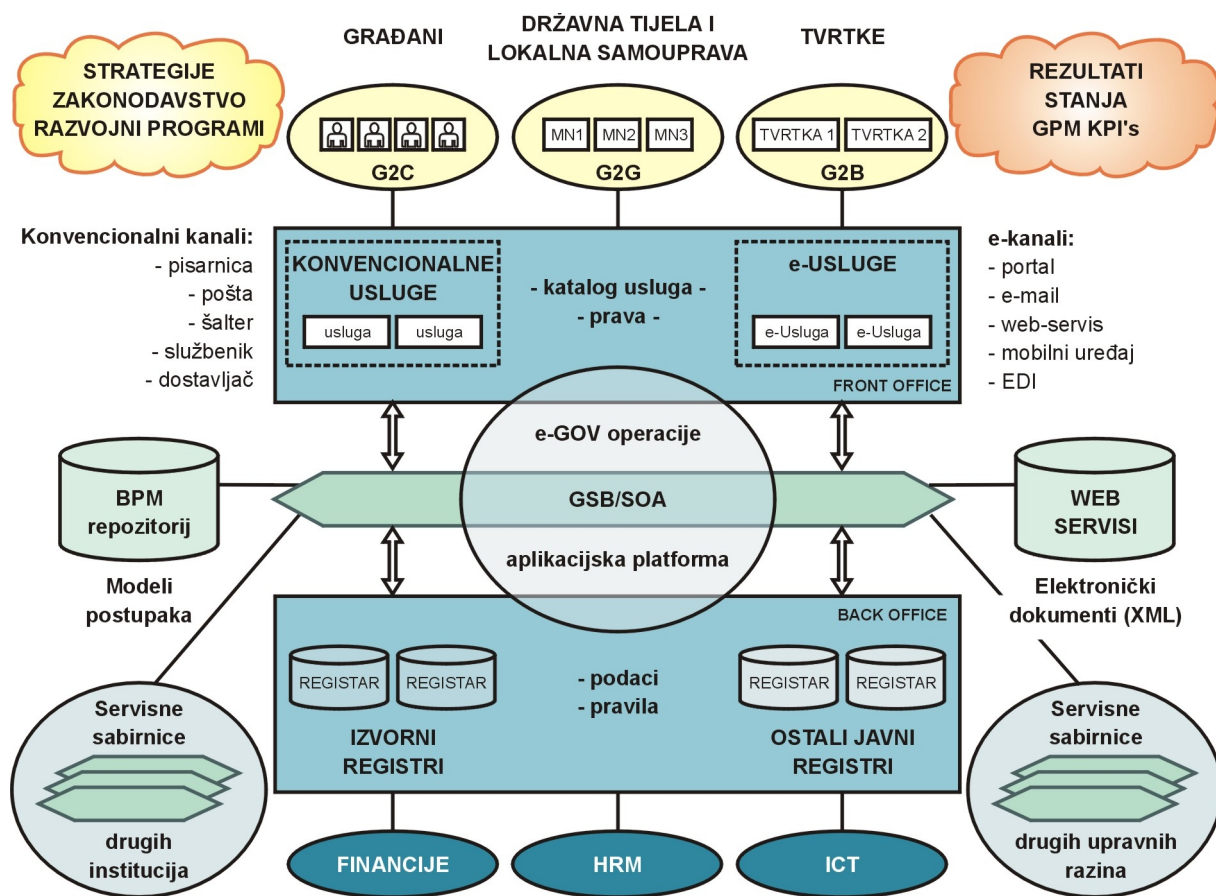 GRAĐANI
DRŽAVNA TIJELA I
LOKALNA SAMOUPRAVA
TVRTKE
STRATEGIJE
ZAKONODAVSTVO
RAZVOJNI PROGRAMI
REZULTATI
STANJA
GPM KPI's
MN1 MN2 MN3
TVRTKA 1 TVRTKA 2
G2C
G2G
G2B
Konvencionalni kanali:
- pisarnica
- pošta
- šalter
- službenik
- dostavljač
KONVENCIONALNE
USLUGE
usluga usluga
- katalog usluga -
- prava -
e-USLUGE
e-Usluga e-Usluga
FRONT OFFICE
e-kanali:
- portal
- e-mail
- web-servis
- mobilni uređaj
- EDI
e-GOV operacije
GSB/SOA
aplikacijska platforma
BPM
repozitorij
Modeli
postupaka
WEB
SERVISI
Elektronički
dokumenti (XML)
BACK OFFICE
REGISTAR REGISTAR
IZVORNI
REGISTRI
- podaci
- pravila
REGISTAR REGISTAR
OSTALI JAVNI
REGISTRI
Servisne
sabirnice
drugih
institucija
Servisne
sabirnice
drugih upravnih
razina
FINANCIJE
HRM
ICT